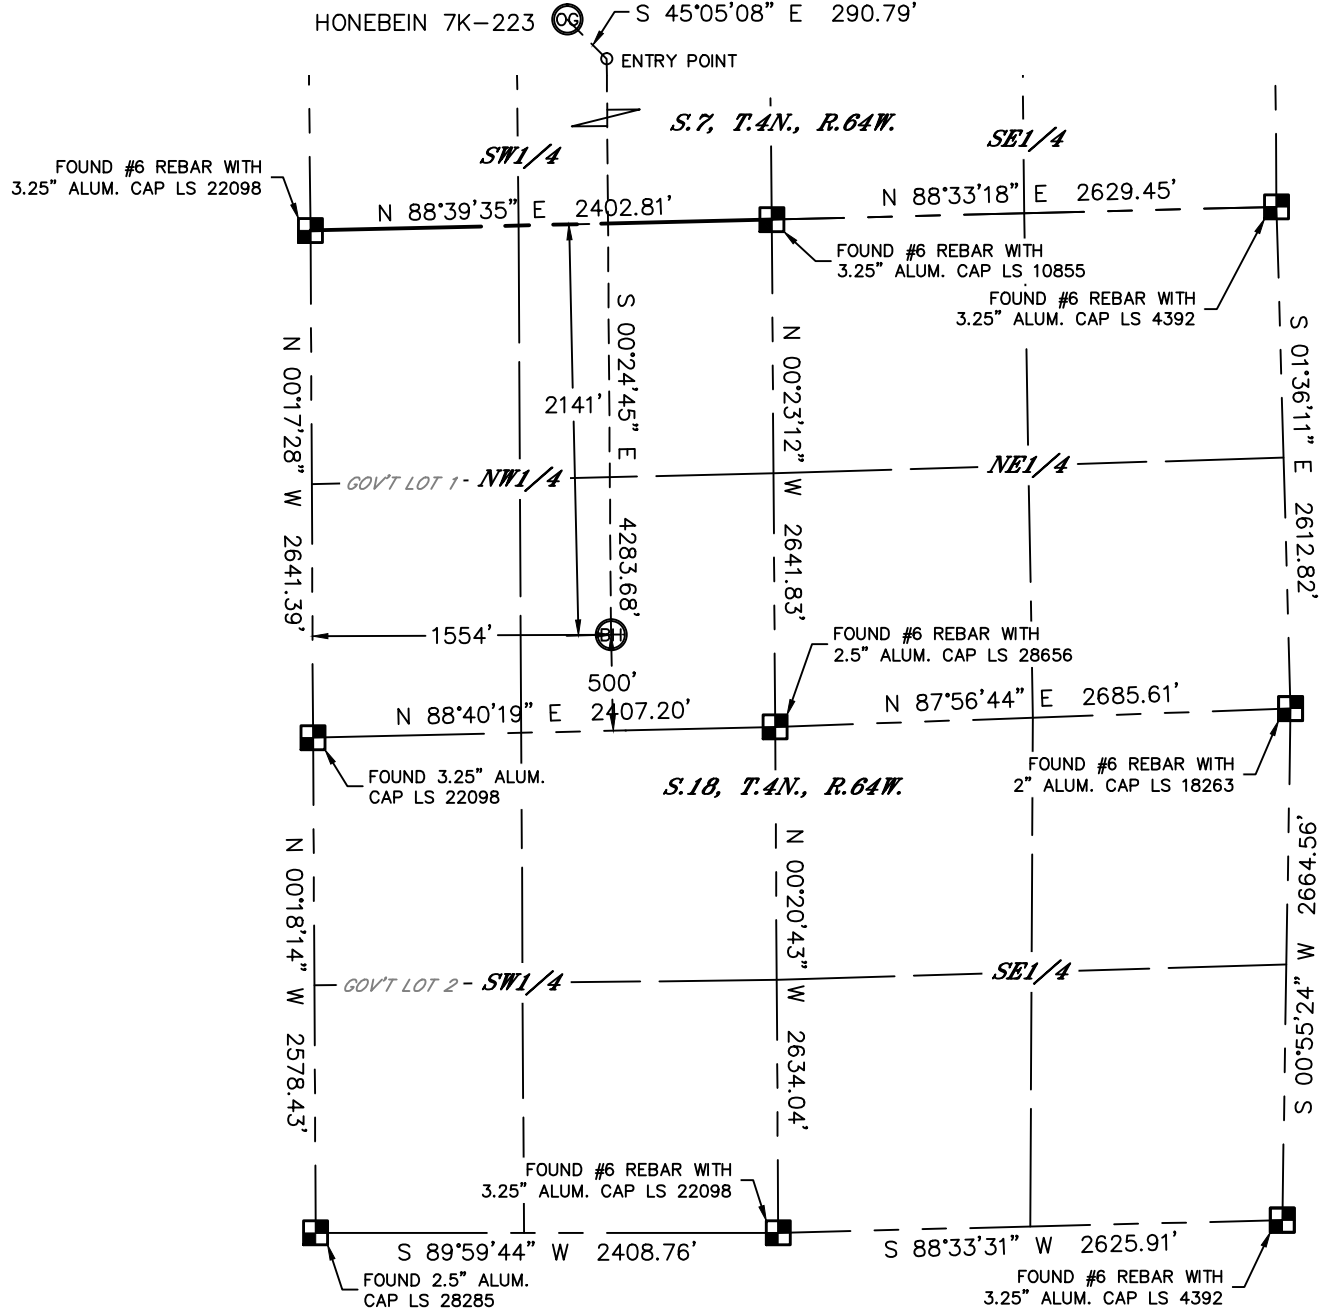 HONEBEIN 7K-223
OG
S 45°05'08" E 290.79'
ENTRY POINT
S.7, T.4N., R.64W.
SW1/4
SE1/4
FOUND #6 REBAR WITH
3.25" ALUM. CAP LS 22098
N 88°39'35" E 2402.81'
N 88°33'18" E 2629.45'
FOUND #6 REBAR WITH
3.25" ALUM. CAP LS 10855
FOUND #6 REBAR WITH
3.25" ALUM. CAP LS 4392
N 00°17'28" W 2641.39'
2141'
S 00°24'45" E 4283.68'
N 00°23'12" W 2641.83'
S 01°36'11" E 2612.82'
GOV'T LOT 1
NW1/4
NE1/4
1554'
BH
500'
FOUND #6 REBAR WITH
2.5" ALUM. CAP LS 28656
N 88°40'19" E 2407.20'
N 87°56'44" E 2685.61'
FOUND 3.25" ALUM.
CAP LS 22098
S.18, T.4N., R.64W.
FOUND #6 REBAR WITH
2" ALUM. CAP LS 18263
N 00°18'14" W 2578.43'
N 00°20'43" W 2634.04'
S 00°55'24" W 2664.56'
GOV'T LOT 2
SW1/4
SE1/4
FOUND #6 REBAR WITH
3.25" ALUM. CAP LS 22098
S 89°59'44" W 2408.76'
S 88°33'31" W 2625.91'
FOUND 2.5" ALUM.
CAP LS 28285
FOUND #6 REBAR WITH
3.25" ALUM. CAP LS 4392